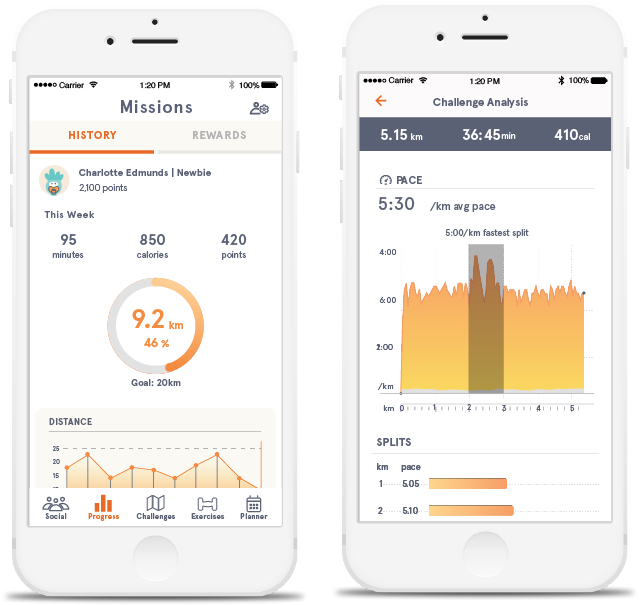 ●●●●○ Carrier 1:20 PM 100%
Missions
HISTORY REWARDS
Charlotte Edmunds | Newbie
2,100 points
This Week
95 850 420
minutes calories points
9.2 km
46 %
Goal: 20km
DISTANCE
25
20
15
10
Social Progress Challenges Exercises Planner
●●●●○ Carrier 1:20 PM 100%
Challenge Analysis
5.15 km 36:45min 410cal
PACE
5:30 /km avg pace
5:00/km fastest split
4:00
6:00
2:00
/km
km 0 1 2 3 4 5
SPLITS
km pace
1 5.05
2 5.10